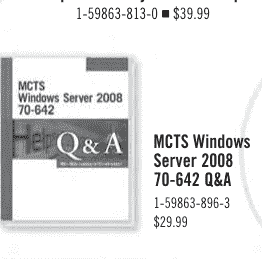 1-59863-813-0 ■ $39.99
MCTS
Windows Server 2008
70-642
Help
Q & A
MCTS Windows
Server 2008
70-642 Q&A
1-59863-896-3
$29.99